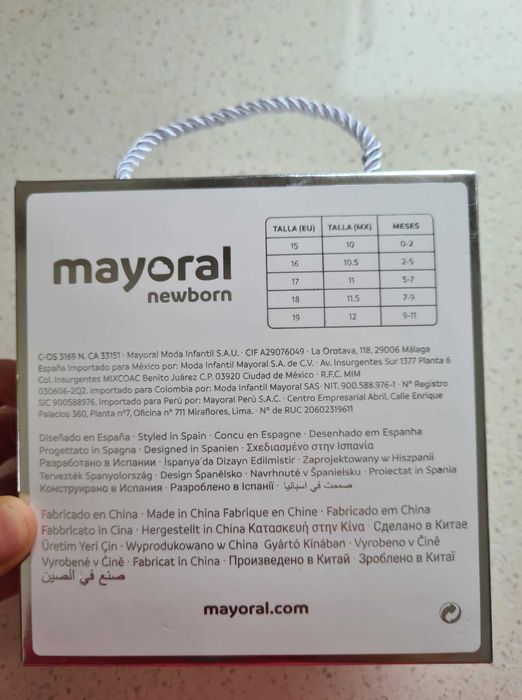 mayoral
newborn
TALLA (EU) TALLA (MX) MESES
15 10 0-2
16 10.5 2-5
17 11 5-7
18 11.5 7-9
19 12 9-11
C-OS 3169 N. CA 33151 · Mayoral Moda Infantil S.A.U. · CIF A29076049 · La Orotava, 118, 29006 Málaga
España Importado para México por: Moda Infantil Mayoral S.A. de C.V. · Av. Insurgentes Sur 1377 Planta 6
Col. Insurgentes MIXCOAC Benito Juárez C.P. 03920 Ciudad de México · R.F.C. MIM
030606-2Q2. Importado para Colombia por: Moda Infantil Mayoral SAS· NIT. 900.588.976-1 · Nº Registro
SIC 900588976. Importado para Perú por: Mayoral Perú S.A.C. · Centro Empresarial Abril, Calle Enrique
Palacios 360, Planta nº7, Oficina nº 711 Miraflores, Lima. · Nº de RUC 20602319611
Diseñado en España · Styled in Spain · Concu en Espagne · Desenhado em Espanha
Progettato in Spagna · Designed in Spanien · Σχεδιασμένο στην Ισπανία
Разработано в Испании · Ispanya´da Dizayn Edilmistir · Zaprojektowany w Hiszpanii
Tervezték Spanyolország · Design Španělsko · Navrhnuté v Španielsku · Proiectat in Spania
Конструирано в Испания · Разроблено в Іспанії · صممت في اسبانيا
Fabricado en China · Made in China Fabrique en Chine · Fabricado em China
Fabbricato in Cina · Hergestellt in China Κατασκευή στην Κίνα · Сделано в Китае
Üretim Yeri Çin · Wyprodukowano w China Gyártó Kínában · Vyrobeno v Číně
Vyrobené v Číně · Fabricat in China · Произведено в Китай · Зроблено в Китаї
صنع في الصين
mayoral.com